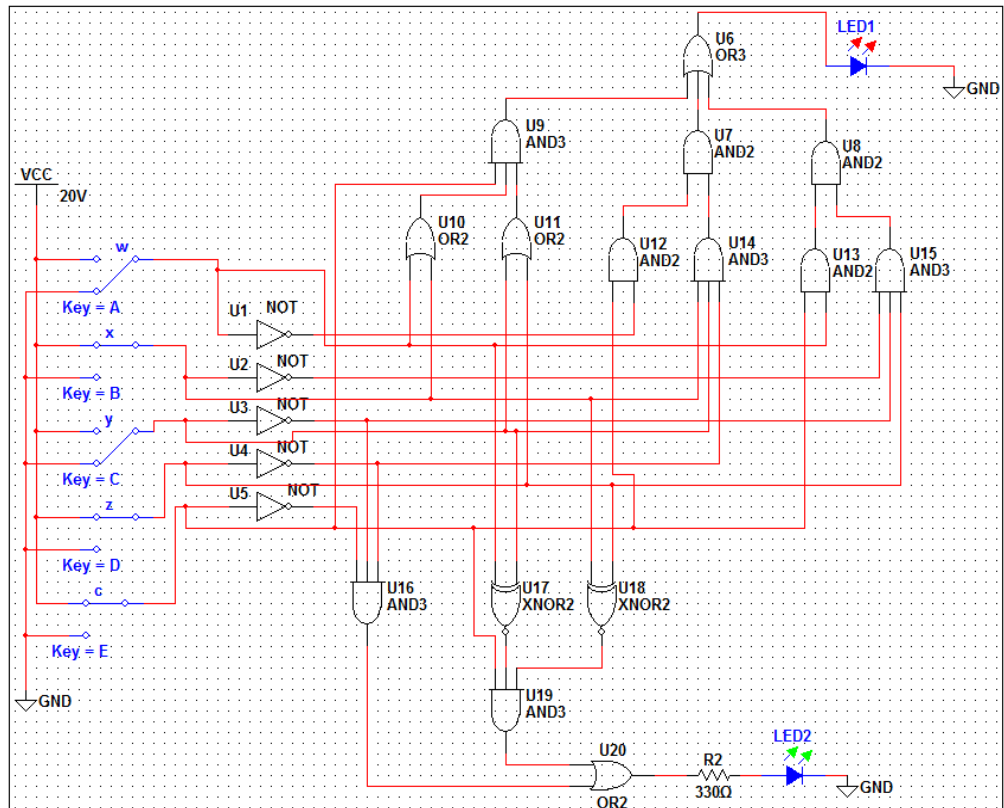 LED1
U6
OR3
GND
U9
AND3
U7
AND2
U8
AND2
VCC
20V
U10
OR2
U11
OR2
U12
AND2
U14
AND3
U13
AND2
U15
AND3
w
Key = A
U1
NOT
x
U2
NOT
Key = B
y
U3
NOT
U4
NOT
Key = C
z
U5
NOT
Key = D
c
U16
AND3
U17
XNOR2
U18
XNOR2
Key = E
GND
U19
AND3
LED2
U20
OR2
R2
330Ω
GND